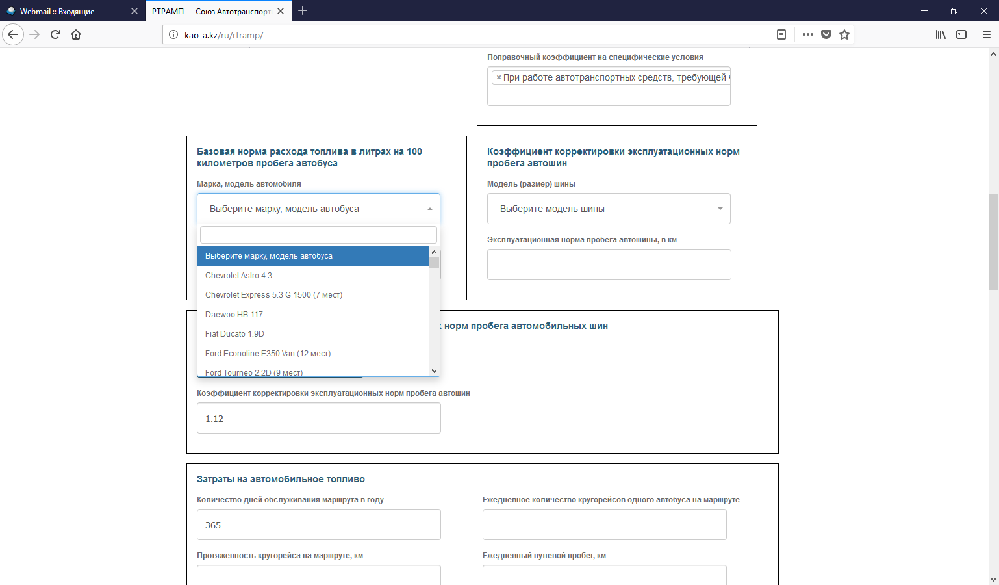 Webmail :: Входящие
РТРАМП — Союз Автотранспортн
kao-a.kz/ru/rtramp/
Поправочный коэффициент на специфические условия
× При работе автотранспортных средств, требующей ч
Базовая норма расхода топлива в литрах на 100
километров пробега автобуса
Марка, модель автомобиля
Выберите марку, модель автобуса
Выберите марку, модель автобуса
Chevrolet Astro 4.3
Chevrolet Express 5.3 G 1500 (7 мест)
Daewoo HB 117
Fiat Ducato 1.9D
Ford Econoline E350 Van (12 мест)
Ford Tourneo 2.2D (9 мест)
Коэффициент корректировки эксплуатационных норм
пробега автошин
Модель (размер) шины
Выберите модель шины
Эксплуатационная норма пробега автошины, в км
х норм пробега автомобильных шин
Коэффициент корректировки эксплуатационных норм пробега автошин
1.12
Затраты на автомобильное топливо
Количество дней обслуживания маршрута в году
365
Ежедневное количество кругорейсов одного автобуса на маршруте
Протяженность кругорейса на маршруте, км
Ежедневный нулевой пробег, км